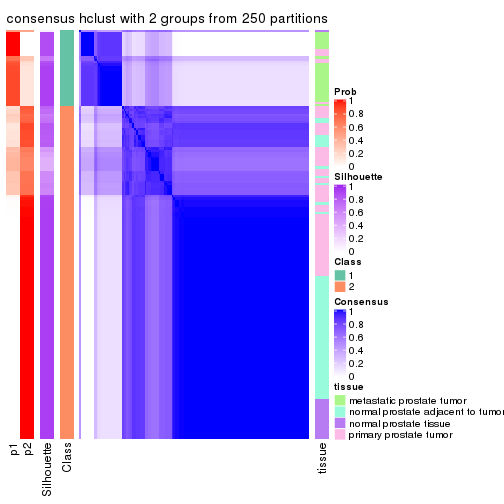 consensus hclust with 2 groups from 250 partitions
Prob
1
0.8
0.6
0.4
0.2
0
Silhouette
1
0.8
0.6
0.4
0.2
0
Class
1
2
Consensus
1
0.8
0.6
0.4
0.2
0
tissue
metastatic prostate tumor
normal prostate adjacent to tumor
normal prostate tissue
primary prostate tumor
p1
p2
Silhouette
Class
tissue